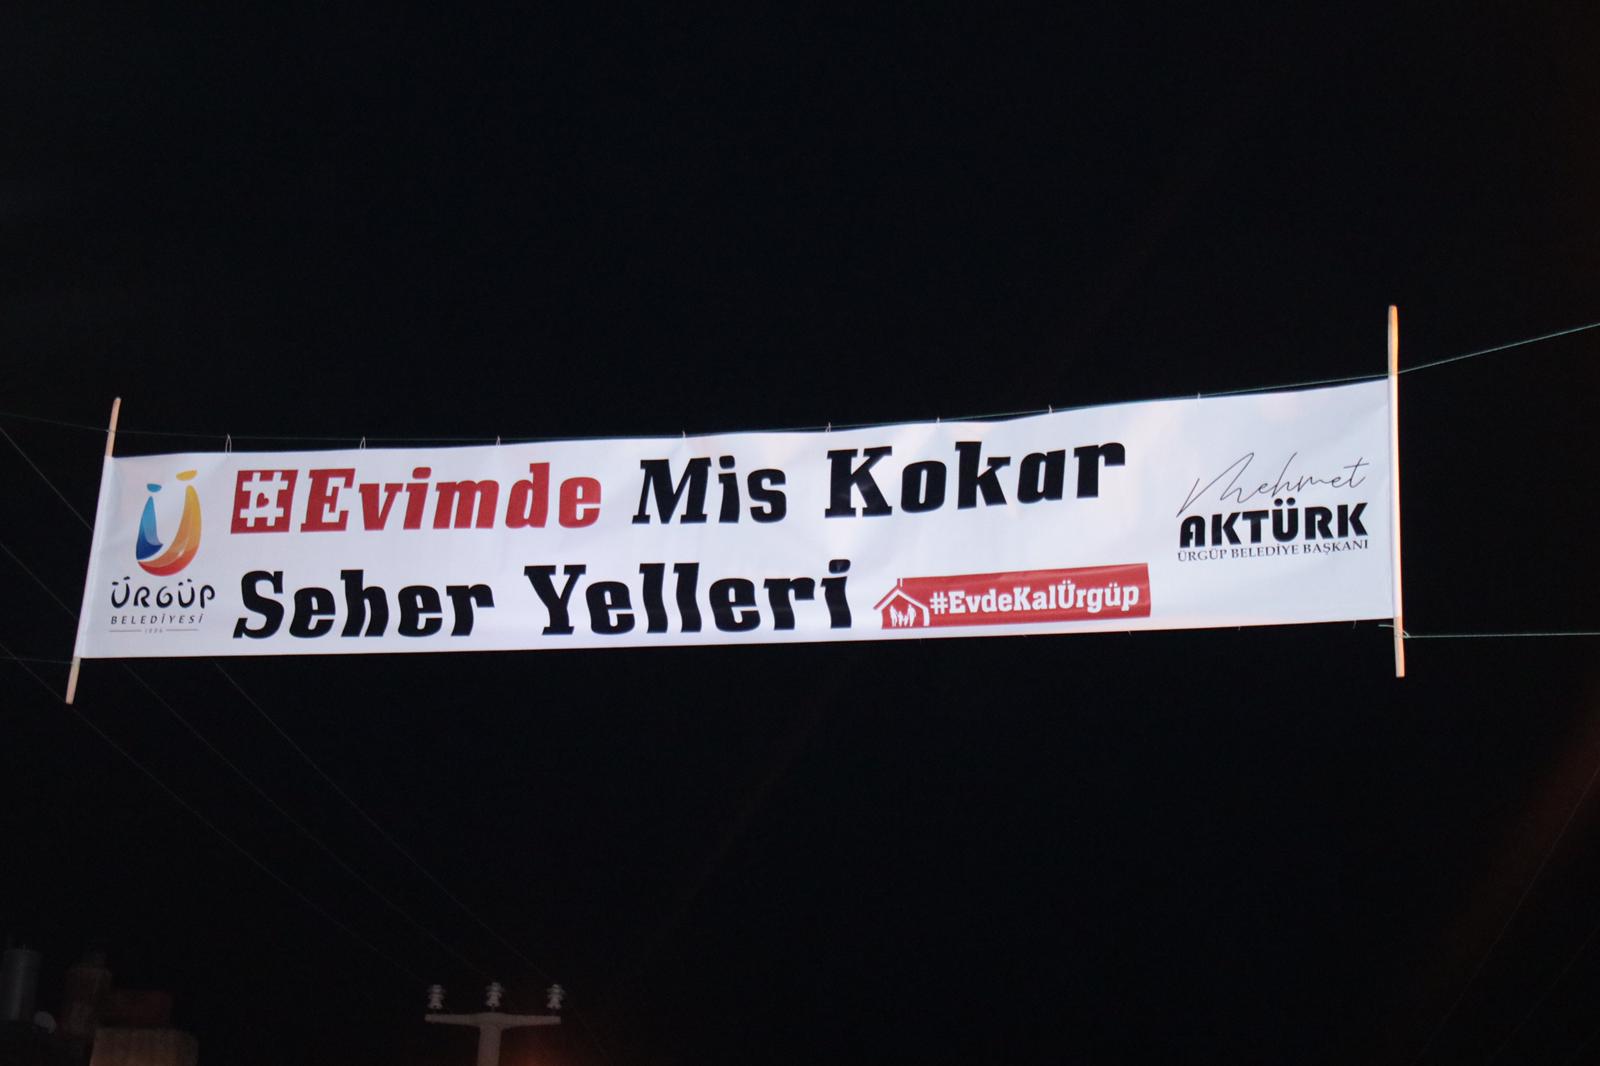 ÜRGÜP
BELEDİYESİ
#Evimde Mis Kokar
Seher Yelleri
#EvdeKalÜrgüp
Mehmet
AKTÜRK
ÜRGÜP BELEDİYE BAŞKANI